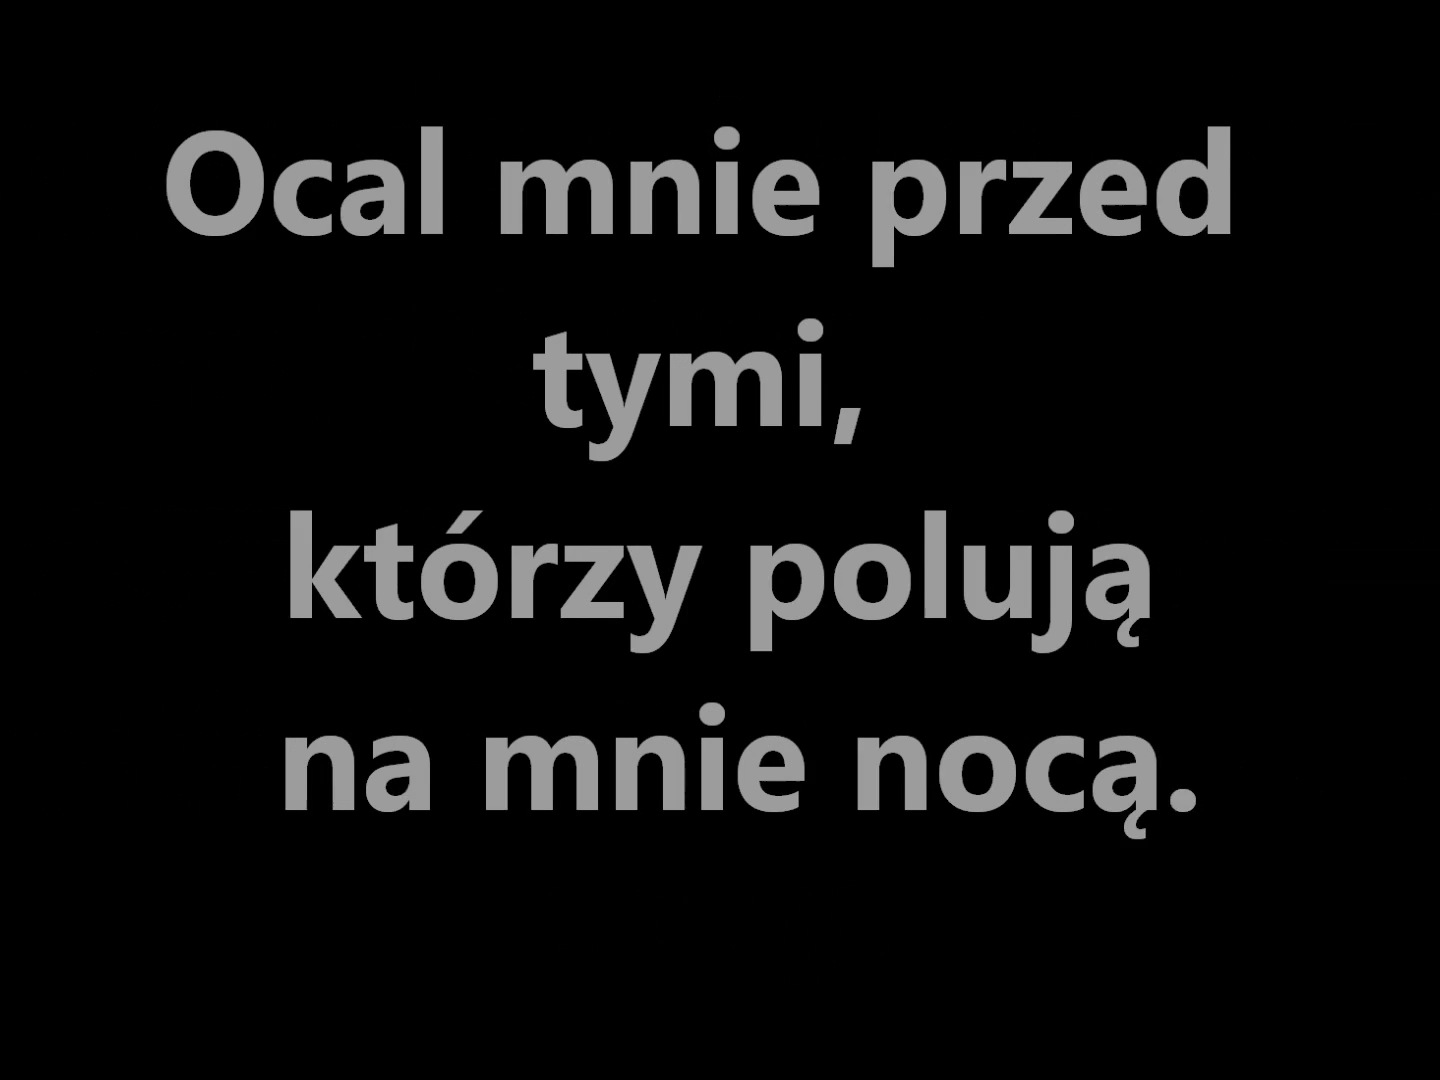 Ocal mnie przed
tymi,
którzy polują
na mnie nocą.